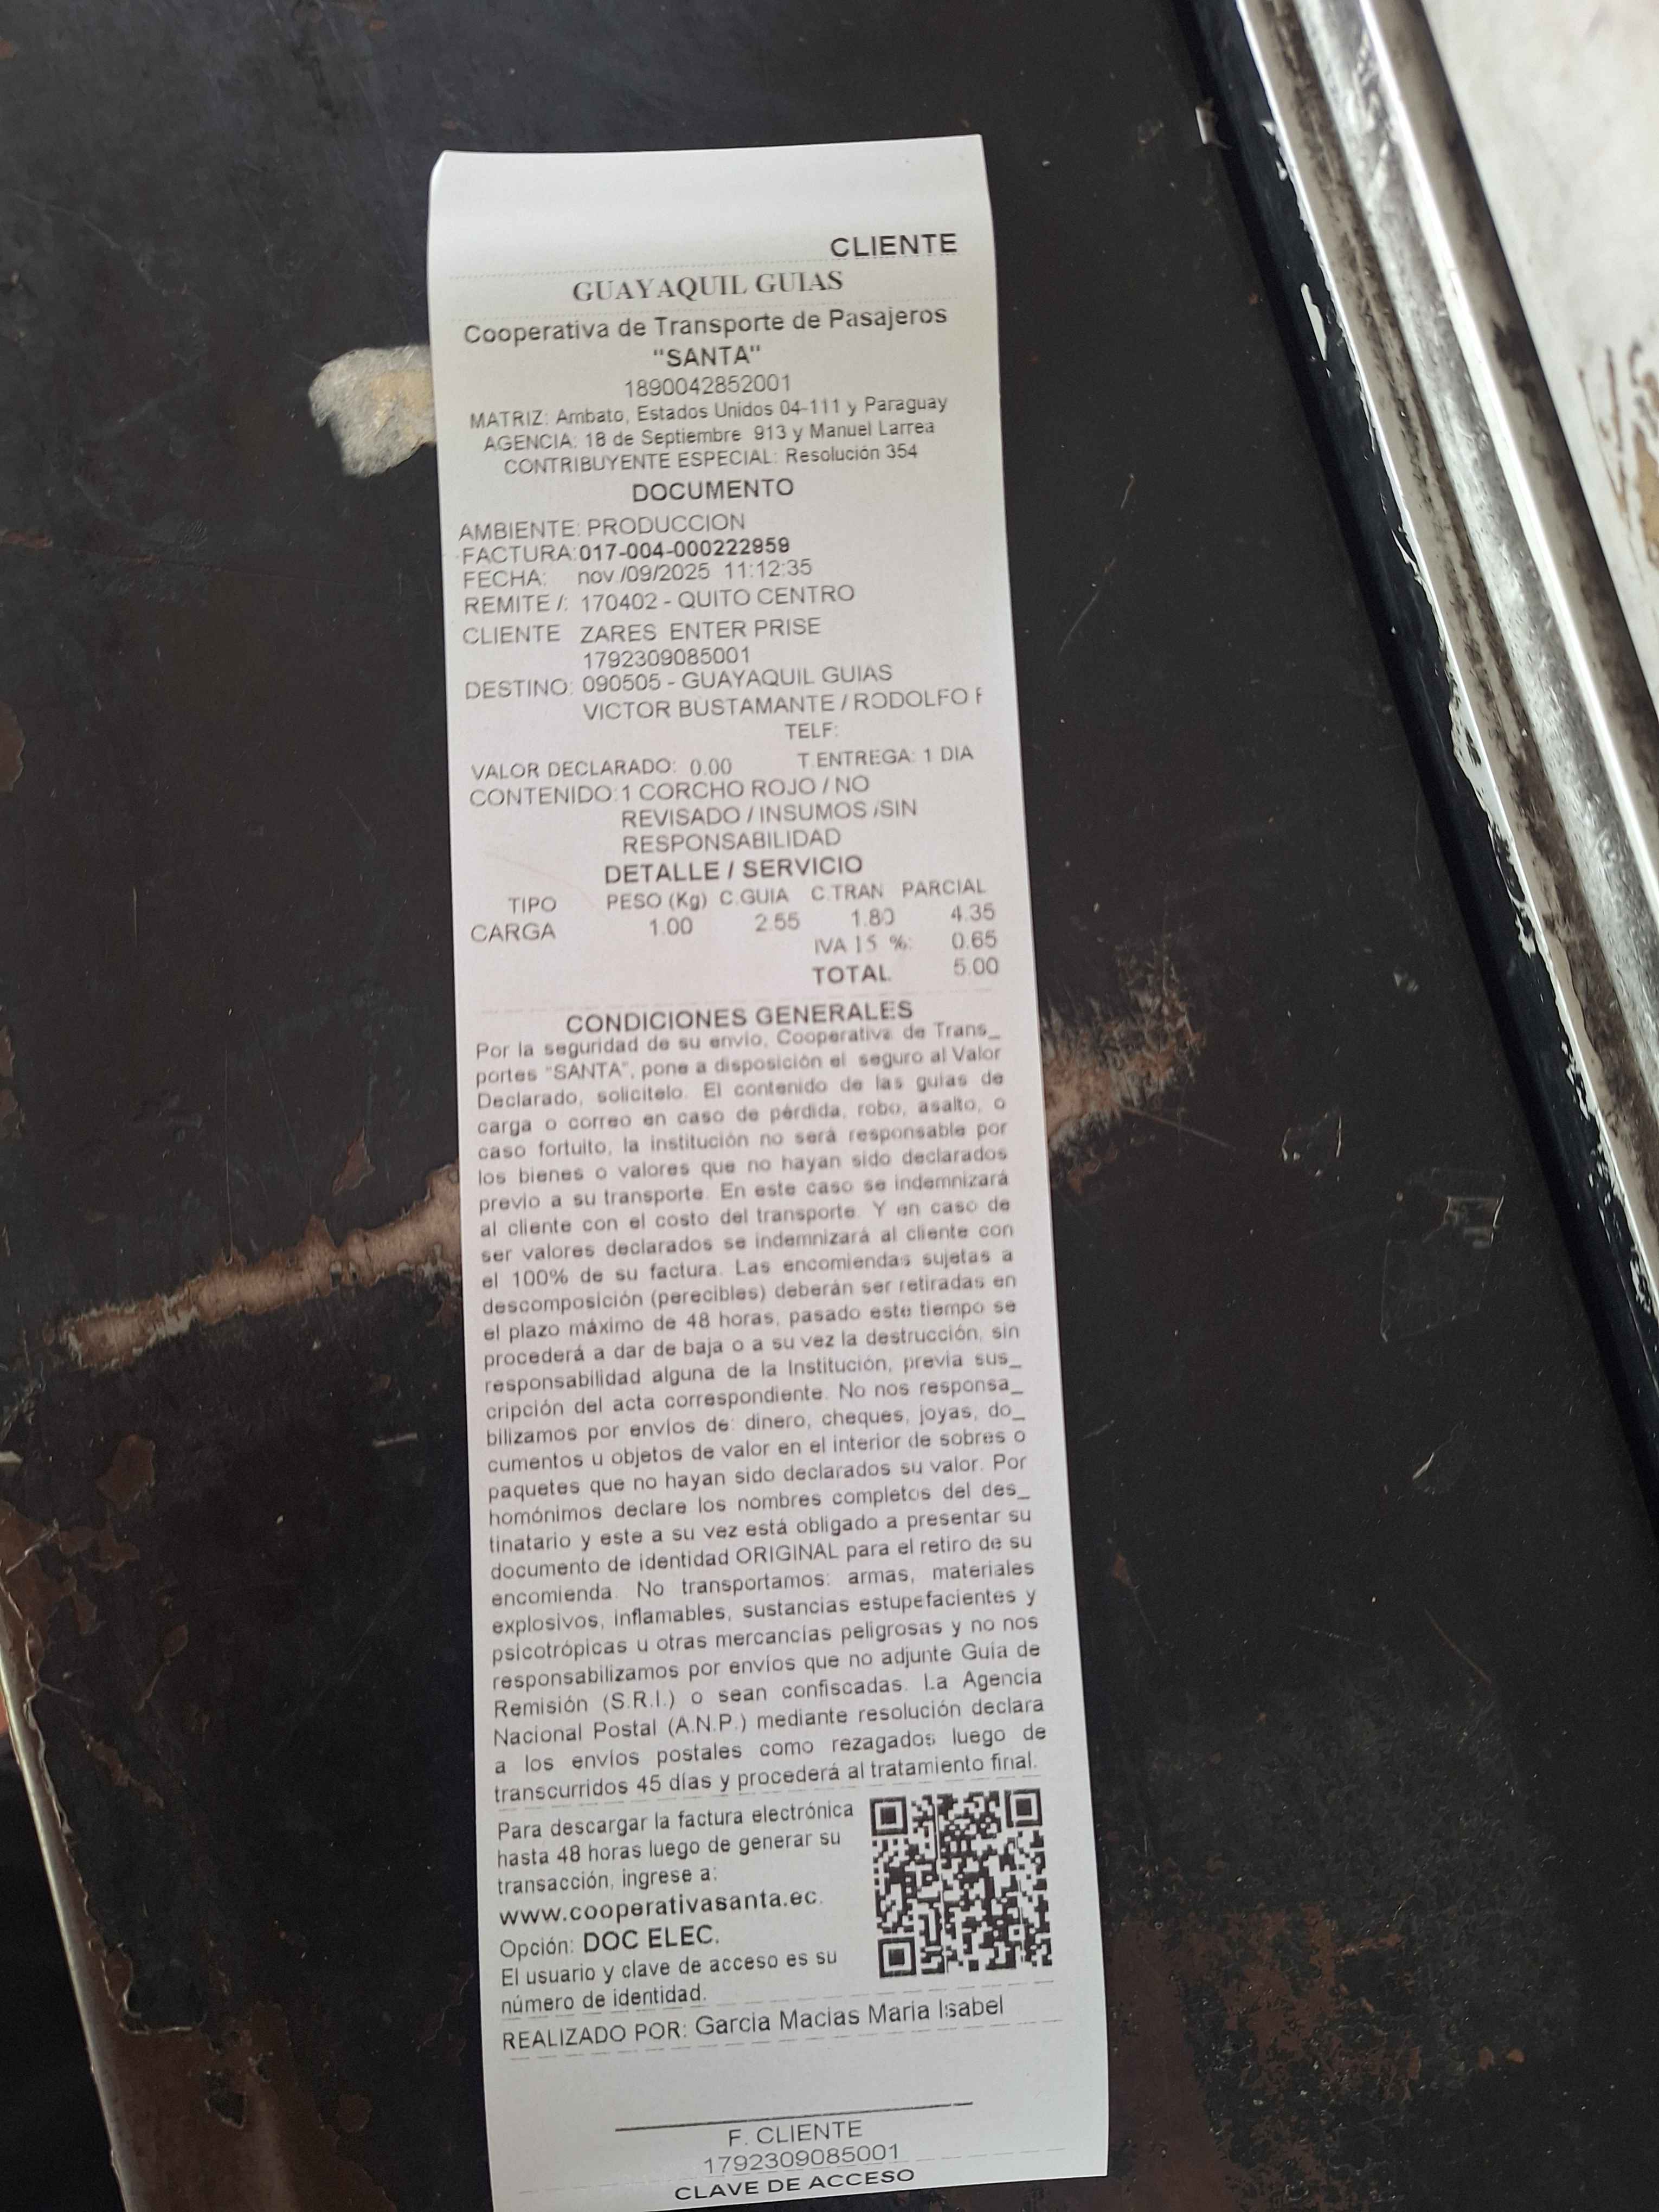 CLIENTE
GUAYAQUIL GUIAS
Cooperativa de Transporte de Pasajeros
"SANTA"
1890042852001
MATRIZ: Ambato, Estados Unidos 04-111 y Paraguay
AGENCIA: 18 de Septiembre 913 y Manuel Larrea
CONTRIBUYENTE ESPECIAL: Resolución 354
DOCUMENTO
AMBIENTE: PRODUCCION
FACTURA:017-004-000222959
FECHA: nov./09/2025 11:12:35
REMITE /: 170402 - QUITO CENTRO
CLIENTE ZARES ENTER PRISE
1792309085001
DESTINO: 090505 - GUAYAQUIL GUIAS
VICTOR BUSTAMANTE / RODOLFO
TELF:
VALOR DECLARADO: 0.00 T.ENTREGA: 1 DIA
CONTENIDO:1 CORCHO ROJO / NO
REVISADO / INSUMOS /SIN
RESPONSABILIDAD
DETALLE / SERVICIO
TIPO PESO (Kg) C.GUIA C.TRAN PARCIAL
CARGA 1.00 2.55 1.80 4.35
IVA 15 %: 0.65
TOTAL 5.00
CONDICIONES GENERALES
Por la seguridad de su envío, Cooperativa de Trans_
portes "SANTA", pone a disposición el seguro al Valor
Declarado, solicítelo. El contenido de las guías de
carga o correo en caso de pérdida, robo, asalto, o
caso fortuito, la institución no será responsable por
los bienes o valores que no hayan sido declarados
previo a su transporte. En este caso se indemnizará
al cliente con el costo del transporte. Y en caso de
ser valores declarados se indemnizará al cliente con
el 100% de su factura. Las encomiendas sujetas a
descomposición (perecibles) deberán ser retiradas en
el plazo máximo de 48 horas, pasado este tiempo se
procederá a dar de baja o a su vez la destrucción, sin
responsabilidad alguna de la Institución, previa sus_
cripción del acta correspondiente. No nos responsa_
bilizamos por envíos de: dinero, cheques, joyas, do_
cumentos u objetos de valor en el interior de sobres o
paquetes que no hayan sido declarados su valor. Por
homónimos declare los nombres completos del des_
tinatario y este a su vez está obligado a presentar su
documento de identidad ORIGINAL para el retiro de su
encomienda. No transportamos: armas, materiales
explosivos, inflamables, sustancias estupefacientes y
psicotrópicas u otras mercancías peligrosas y no nos
responsabilizamos por envíos que no adjunte Guía de
Remisión (S.R.I.) o sean confiscadas. La Agencia
Nacional Postal (A.N.P.) mediante resolución declara
a los envíos postales como rezagados luego de
transcurridos 45 días y procederá al tratamiento final.
Para descargar la factura electrónica
hasta 48 horas luego de generar su
transacción, ingrese a:
www.cooperativasanta.ec.
Opción: DOC ELEC.
El usuario y clave de acceso es su
número de identidad.
REALIZADO POR: Garcia Macias Maria Isabel
F. CLIENTE
1792309085001
CLAVE DE ACCESO